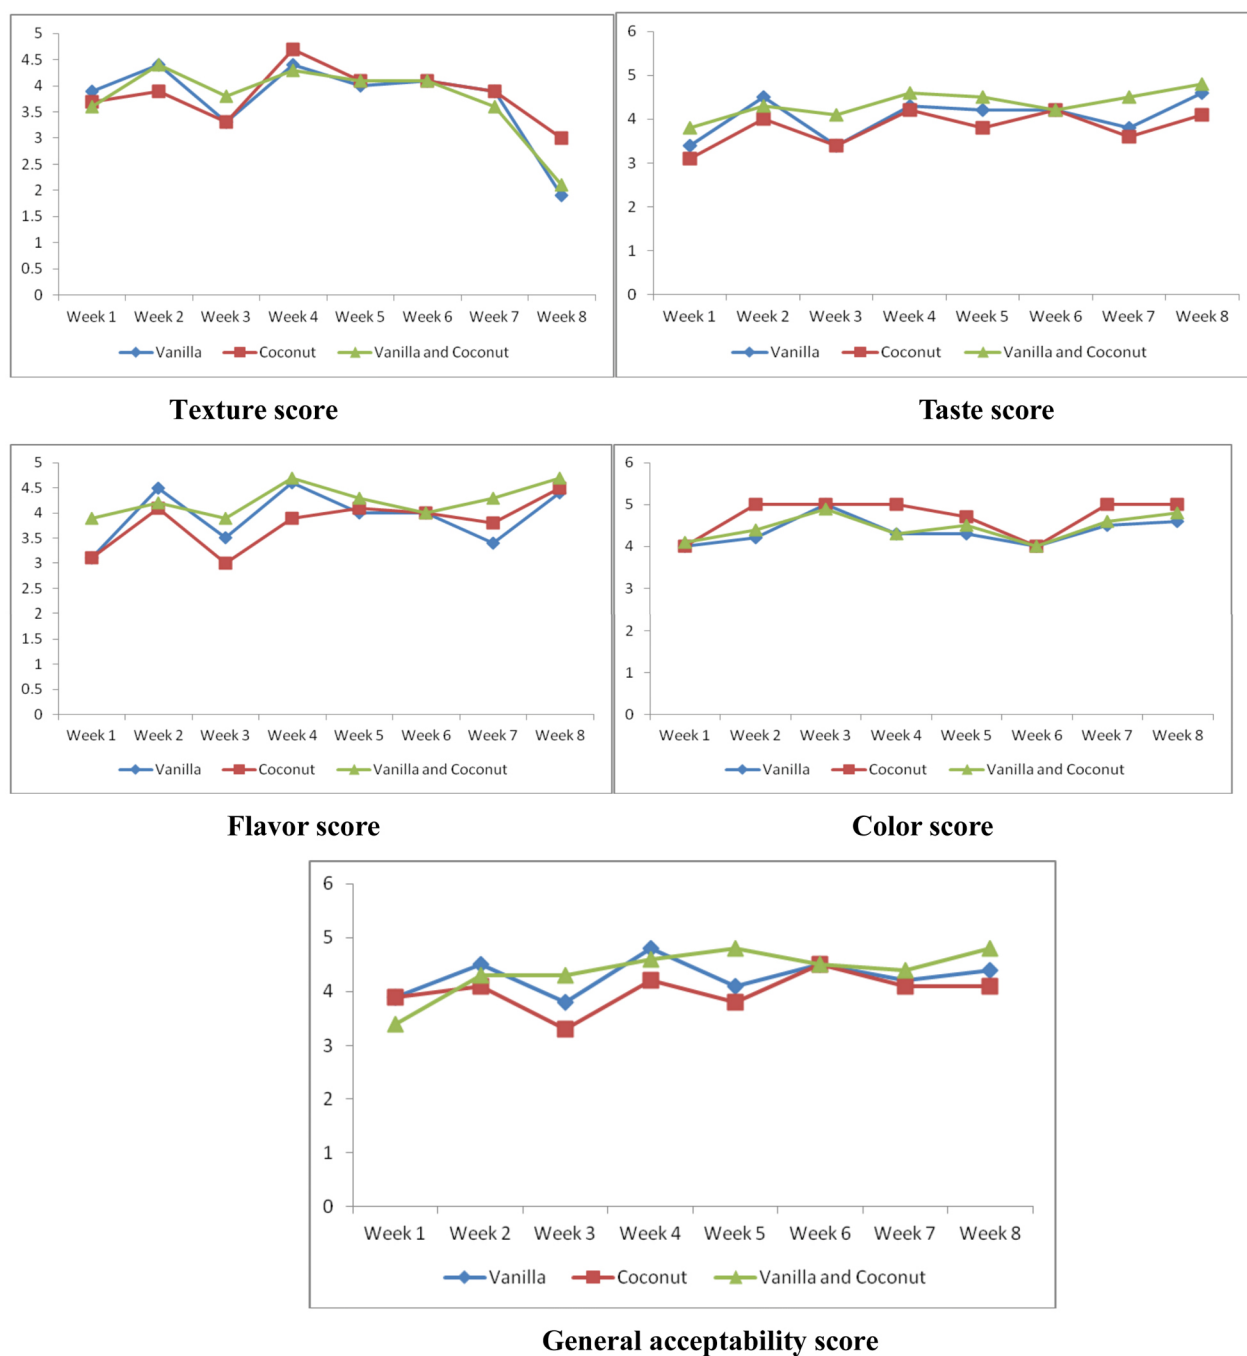 5
4.5
4
3.5
3
2.5
2
1.5
1
0.5
0
Week 1 Week 2 Week 3 Week 4 Week 5 Week 6 Week 7 Week 8
Vanilla Coconut Vanilla and Coconut
Texture score
6
5
4
3
2
1
0
Week 1 Week 2 Week 3 Week 4 Week 5 Week 6 Week 7 Week 8
Vanilla Coconut Vanilla and Coconut
Taste score
5
4.5
4
3.5
3
2.5
2
1.5
1
0.5
0
Week 1 Week 2 Week 3 Week 4 Week 5 Week 6 Week 7 Week 8
Vanilla Coconut Vanilla and Coconut
Flavor score
6
5
4
3
2
1
0
Week 1 Week 2 Week 3 Week 4 Week 5 Week 6 Week 7 Week 8
Vanilla Coconut Vanilla and Coconut
Color score
6
5
4
3
2
1
0
Week 1 Week 2 Week 3 Week 4 Week 5 Week 6 Week 7 Week 8
Vanilla Coconut Vanilla and Coconut
General acceptability score